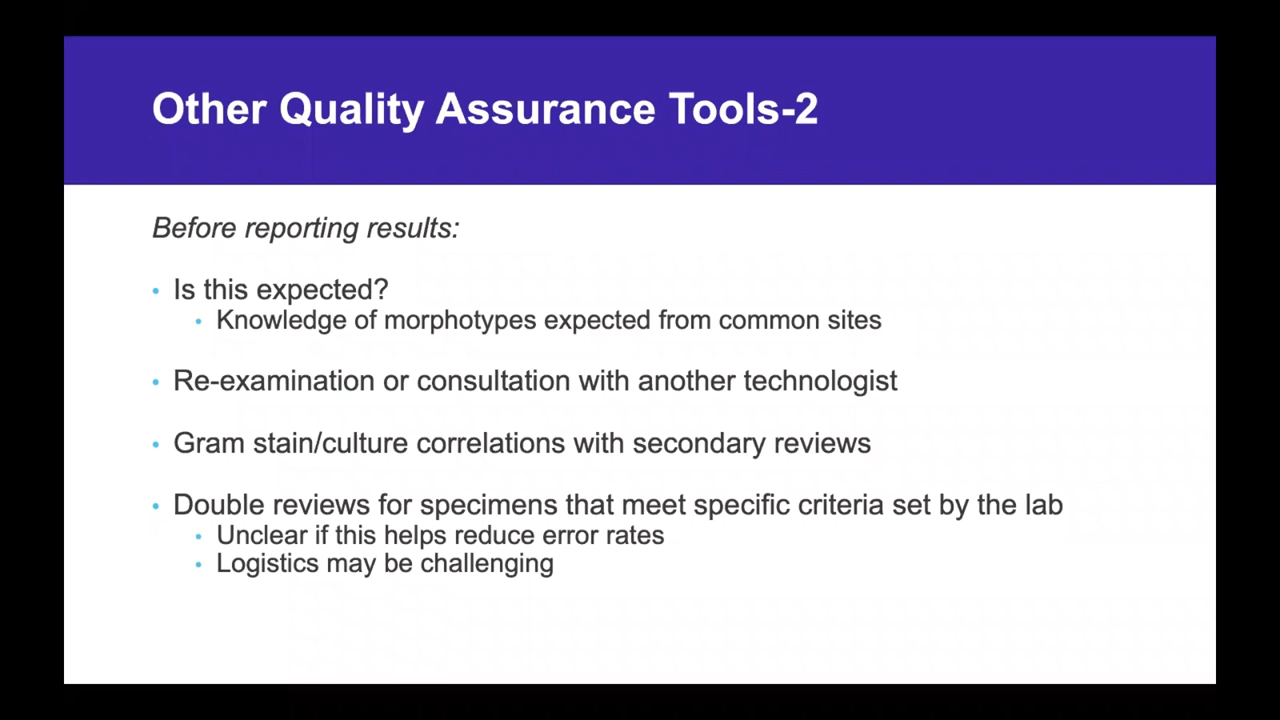 Other Quality Assurance Tools-2
Before reporting results:
• Is this expected?
• Knowledge of morphotypes expected from common sites
• Re-examination or consultation with another technologist
• Gram stain/culture correlations with secondary reviews
• Double reviews for specimens that meet specific criteria set by the lab
• Unclear if this helps reduce error rates
• Logistics may be challenging